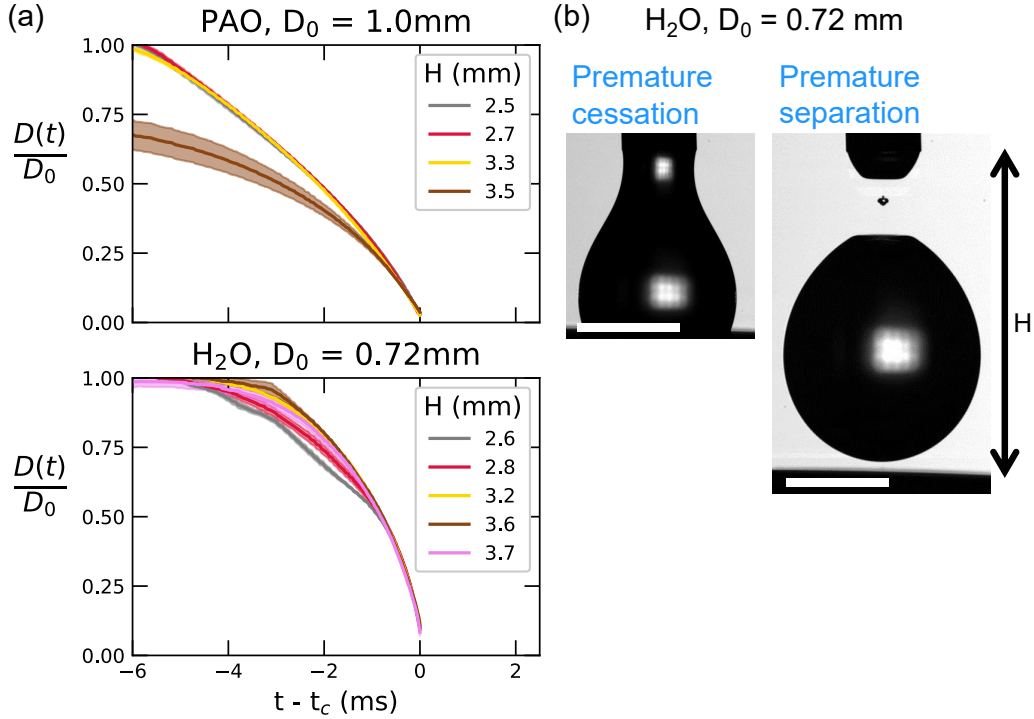 (a)
PAO, D₀ = 1.0mm
1.00
0.75
0.50
0.25
0.00
D(t)
D₀
H (mm)
2.5
2.7
3.3
3.5
H₂O, D₀ = 0.72mm
1.00
0.75
0.50
0.25
0.00
D(t)
D₀
H (mm)
2.6
2.8
3.2
3.6
3.7
−6
−4
−2
0
2
t - t_c (ms)
(b)
H₂O, D₀ = 0.72 mm
Premature
cessation
Premature
separation
H